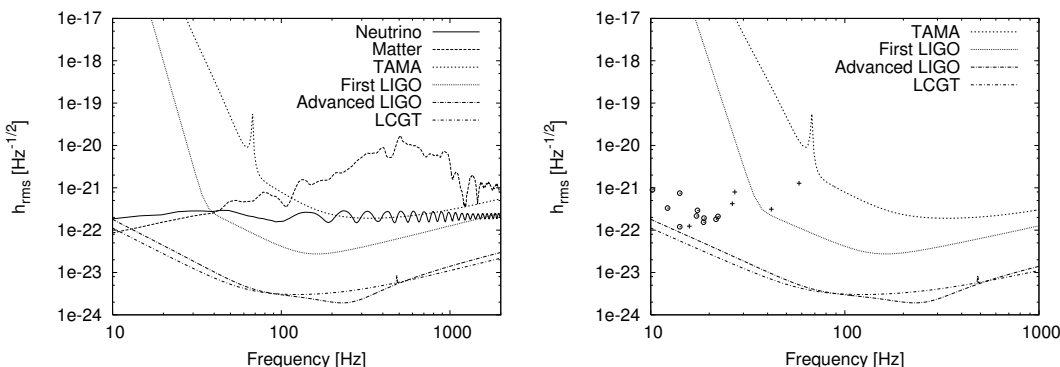 1e-17
1e-18
1e-19
1e-20
1e-21
1e-22
1e-23
1e-24
h_rms [Hz^-1/2]
Neutrino
Matter
TAMA
First LIGO
Advanced LIGO
LCGT
10
100
1000
Frequency [Hz]
1e-17
1e-18
1e-19
1e-20
1e-21
1e-22
1e-23
1e-24
h_rms [Hz^-1/2]
TAMA
First LIGO
Advanced LIGO
LCGT
10
100
1000
Frequency [Hz]